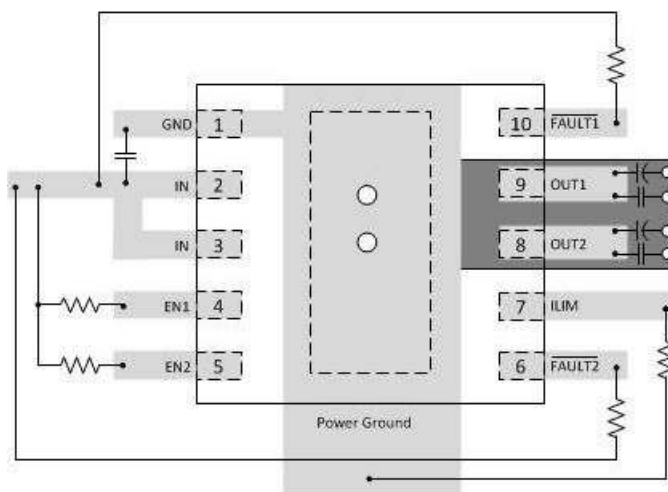 GND 1 10 FAULT1
IN 2 9 OUT1
IN 3 8 OUT2
EN1 4 7 ILIM
EN2 5 6 FAULT2
Power Ground